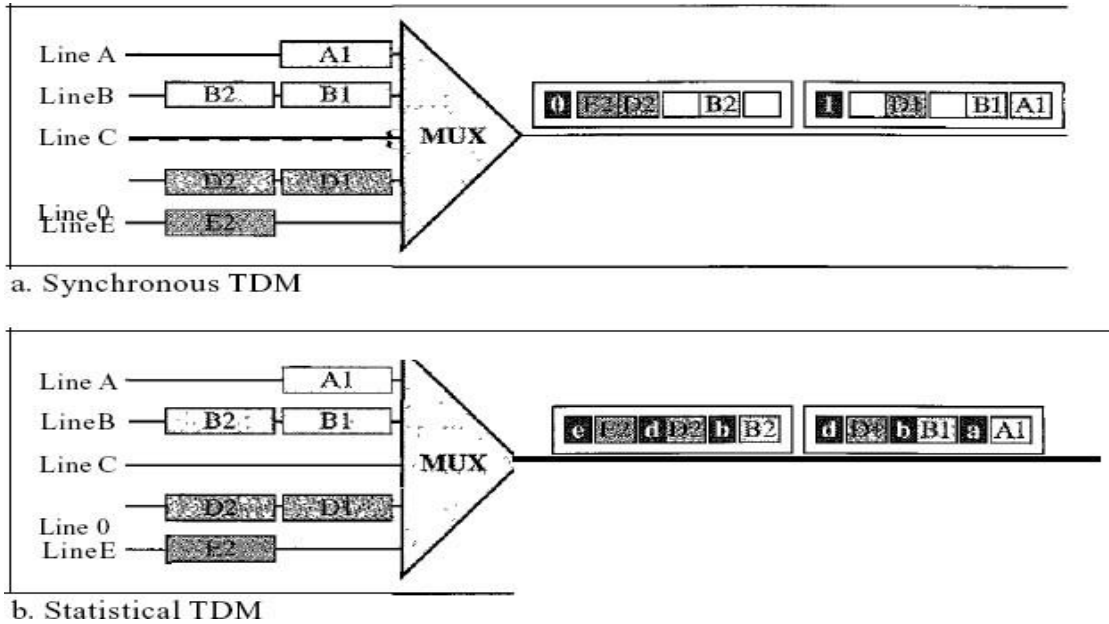 Line A A1
LineB B2 B1
0 E2 D2 B2
1 D1 B1 A1
Line C
MUX
D2 D1
Line 0
LineE E2
a. Synchronous TDM
Line A A1
LineB B2 B1
e E2 d D2 b B2
d D1 b B1 a A1
Line C
MUX
D2 D1
Line 0
LineE E2
b. Statistical TDM